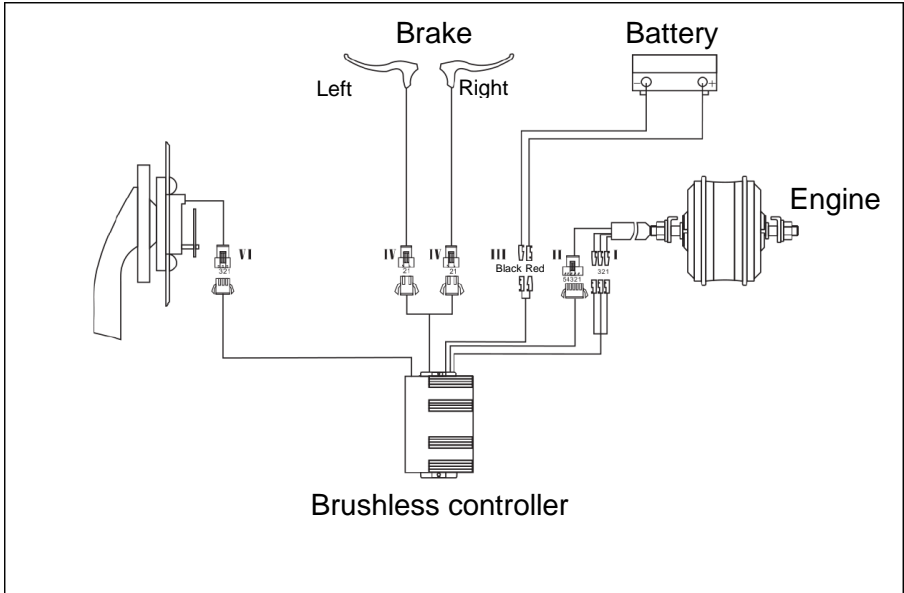 Brake
Battery
Left
Right
− +
Engine
VI
IV
IV
III
II
I
Black Red
321
21
21
54321
321
Brushless controller